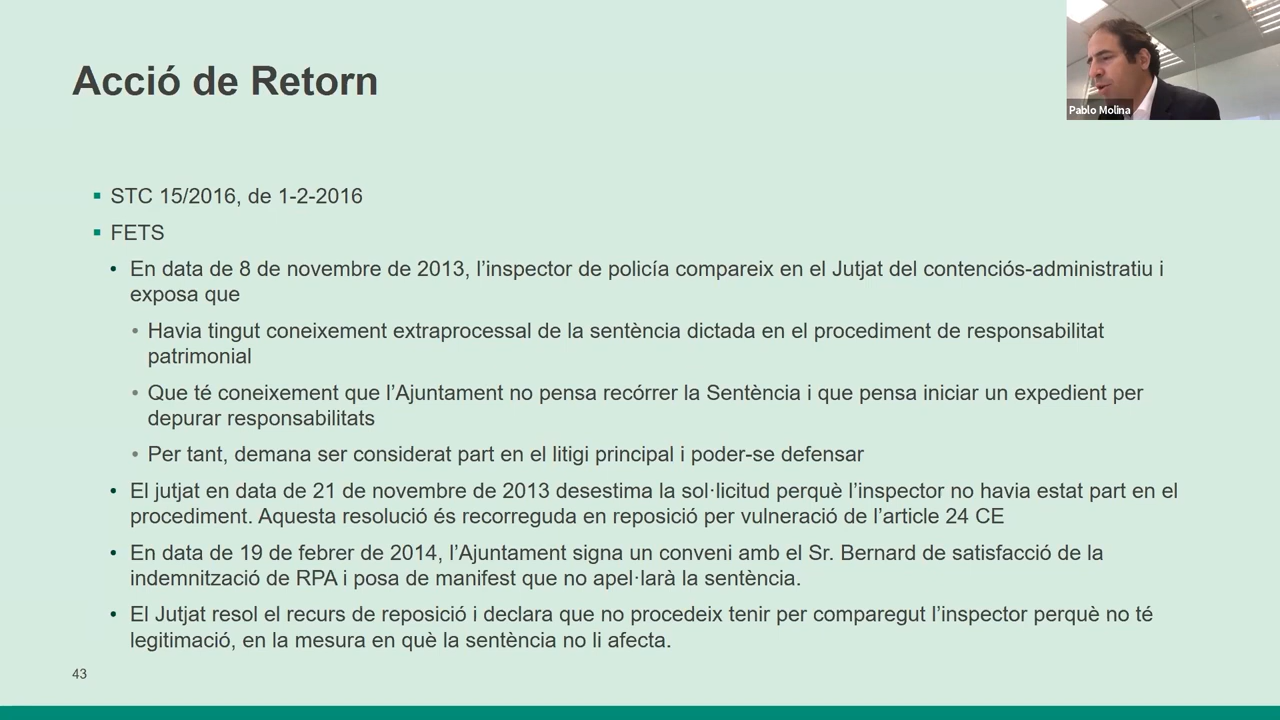 Acció de Retorn
Pablo Molina
▪ STC 15/2016, de 1-2-2016
▪ FETS
• En data de 8 de novembre de 2013, l’inspector de policía compareix en el Jutjat del contenciós-administratiu i
exposa que
• Havia tingut coneixement extraprocessal de la sentència dictada en el procediment de responsabilitat
patrimonial
• Que té coneixement que l’Ajuntament no pensa recórrer la Sentència i que pensa iniciar un expedient per
depurar responsabilitats
• Per tant, demana ser considerat part en el litigi principal i poder-se defensar
• El jutjat en data de 21 de novembre de 2013 desestima la sol·licitud perquè l’inspector no havia estat part en el
procediment. Aquesta resolució és recorreguda en reposició per vulneració de l’article 24 CE
• En data de 19 de febrer de 2014, l’Ajuntament signa un conveni amb el Sr. Bernard de satisfacció de la
indemnització de RPA i posa de manifest que no apel·larà la sentència.
• El Jutjat resol el recurs de reposició i declara que no procedeix tenir per comparegut l’inspector perquè no té
legitimació, en la mesura en què la sentència no li afecta.
43